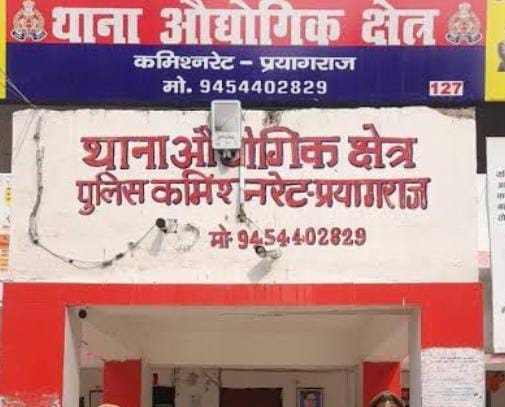 थाना औद्योगिक क्षेत्र
कमिश्नरेट - प्रयागराज
मो. 9454402829
127
थाना औद्योगिक क्षेत्र
पुलिस कमिश नरेट-प्रयागराज
मो 9454402829